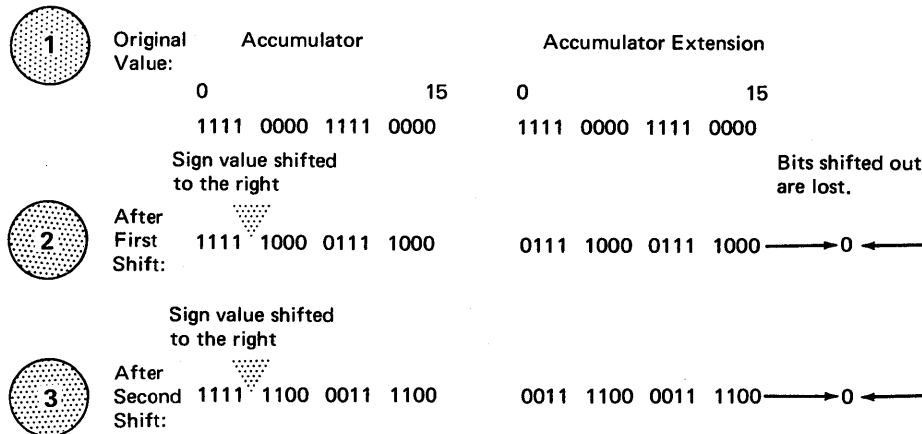 1 Original Value: Accumulator Accumulator Extension
0 15 0 15
1111 0000 1111 0000 1111 0000 1111 0000
Sign value shifted to the right
Bits shifted out are lost.
2 After First Shift: 1111 1000 0111 1000 0111 1000 0111 1000 0
Sign value shifted to the right
3 After Second Shift: 1111 1100 0011 1100 0011 1100 0011 1100 0